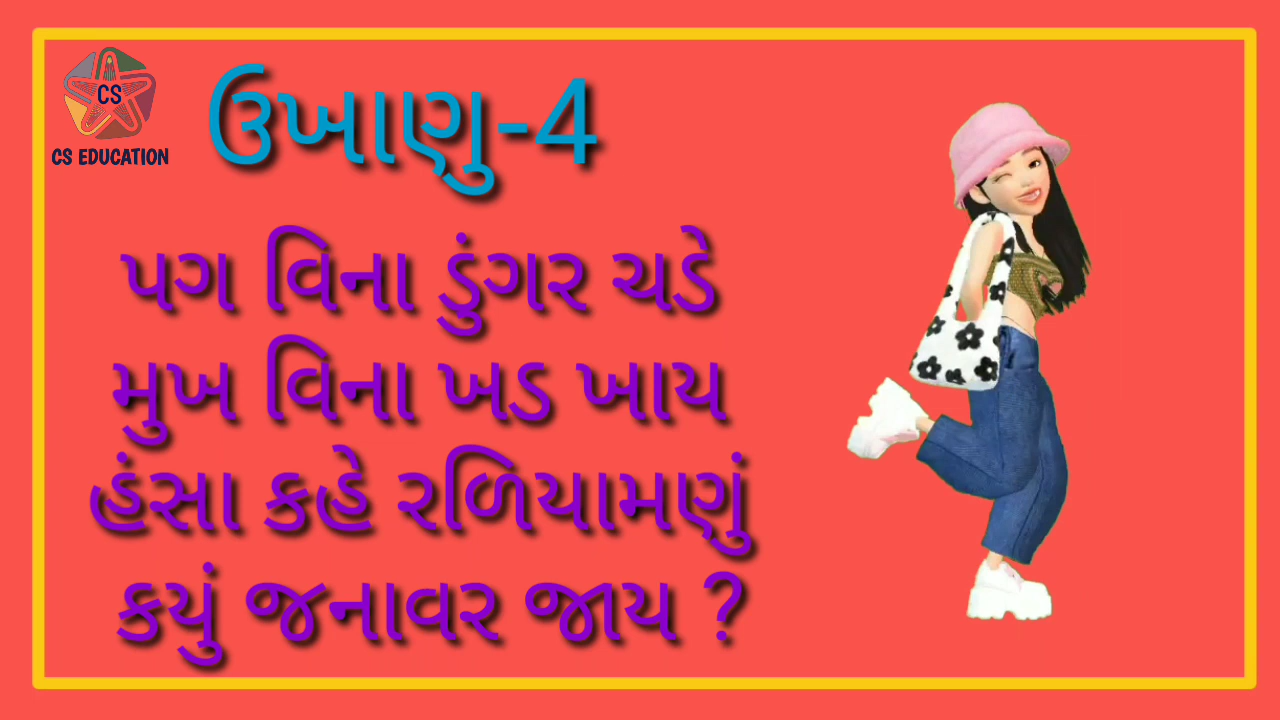 CS
CS EDUCATION
ઉખાણુ-4
પગ વિના ડુંગર ચડે
મુખ વિના ખડ ખાય
હંસા કહે રળિયામણું
કયું જનાવર જાય ?